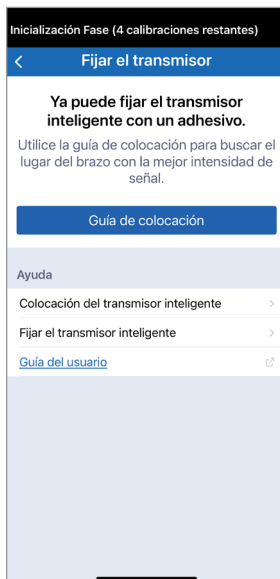 Inicialización Fase (4 calibraciones restantes)
Fijar el transmisor
Ya puede fijar el transmisor
inteligente con un adhesivo.
Utilice la guía de colocación para buscar el
lugar del brazo con la mejor intensidad de
señal.
Guía de colocación
Ayuda
Colocación del transmisor inteligente
Fijar el transmisor inteligente
Guía del usuario